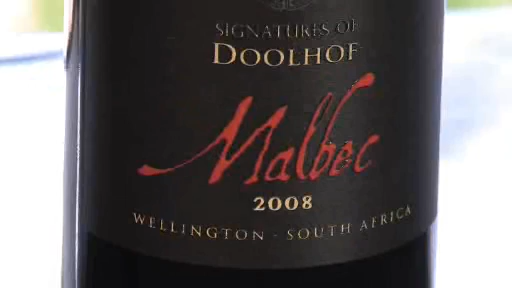 SIGNATURES OF
DOOLHOF
Malbec
2008
WELLINGTON - SOUTH AFRICA